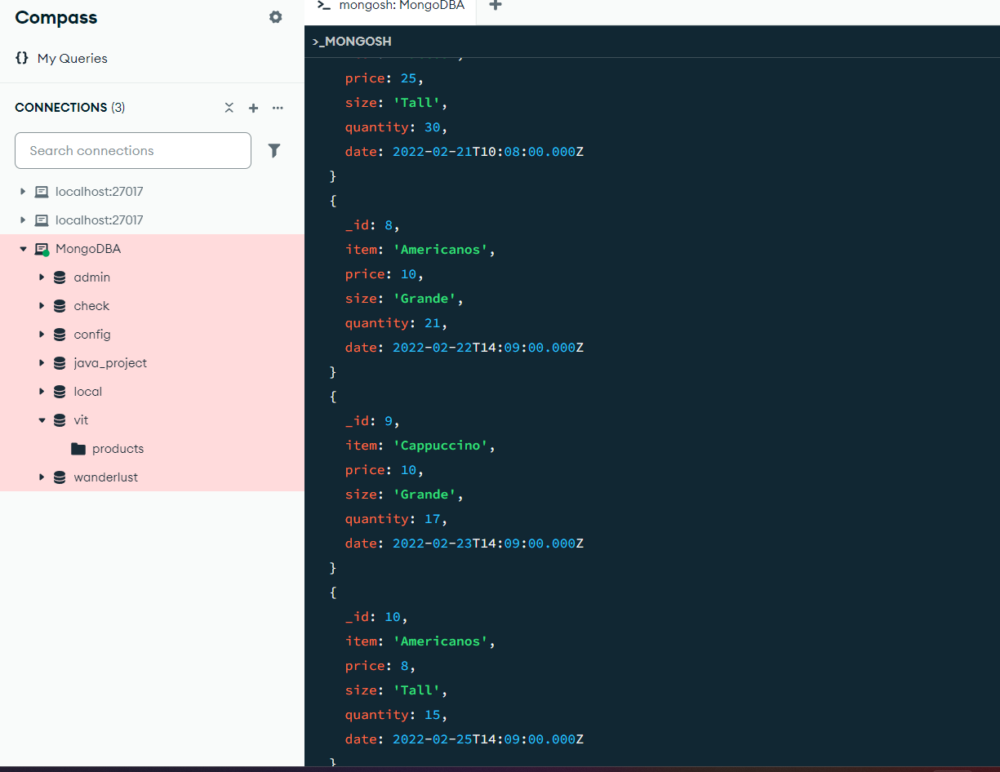 Compass
My Queries
CONNECTIONS (3)
Search connections
localhost:27017
localhost:27017
MongoDBA
admin
check
config
java_project
local
vit
products
wanderlust
>_ mongosh: MongoDBA
>_MONGOSH
price: 25,
size: 'Tall',
quantity: 30,
date: 2022-02-21T10:08:00.000Z
}
{
_id: 8,
item: 'Americanos',
price: 10,
size: 'Grande',
quantity: 21,
date: 2022-02-22T14:09:00.000Z
}
{
_id: 9,
item: 'Cappuccino',
price: 10,
size: 'Grande',
quantity: 17,
date: 2022-02-23T14:09:00.000Z
}
{
_id: 10,
item: 'Americanos',
price: 8,
size: 'Tall',
quantity: 15,
date: 2022-02-25T14:09:00.000Z
}